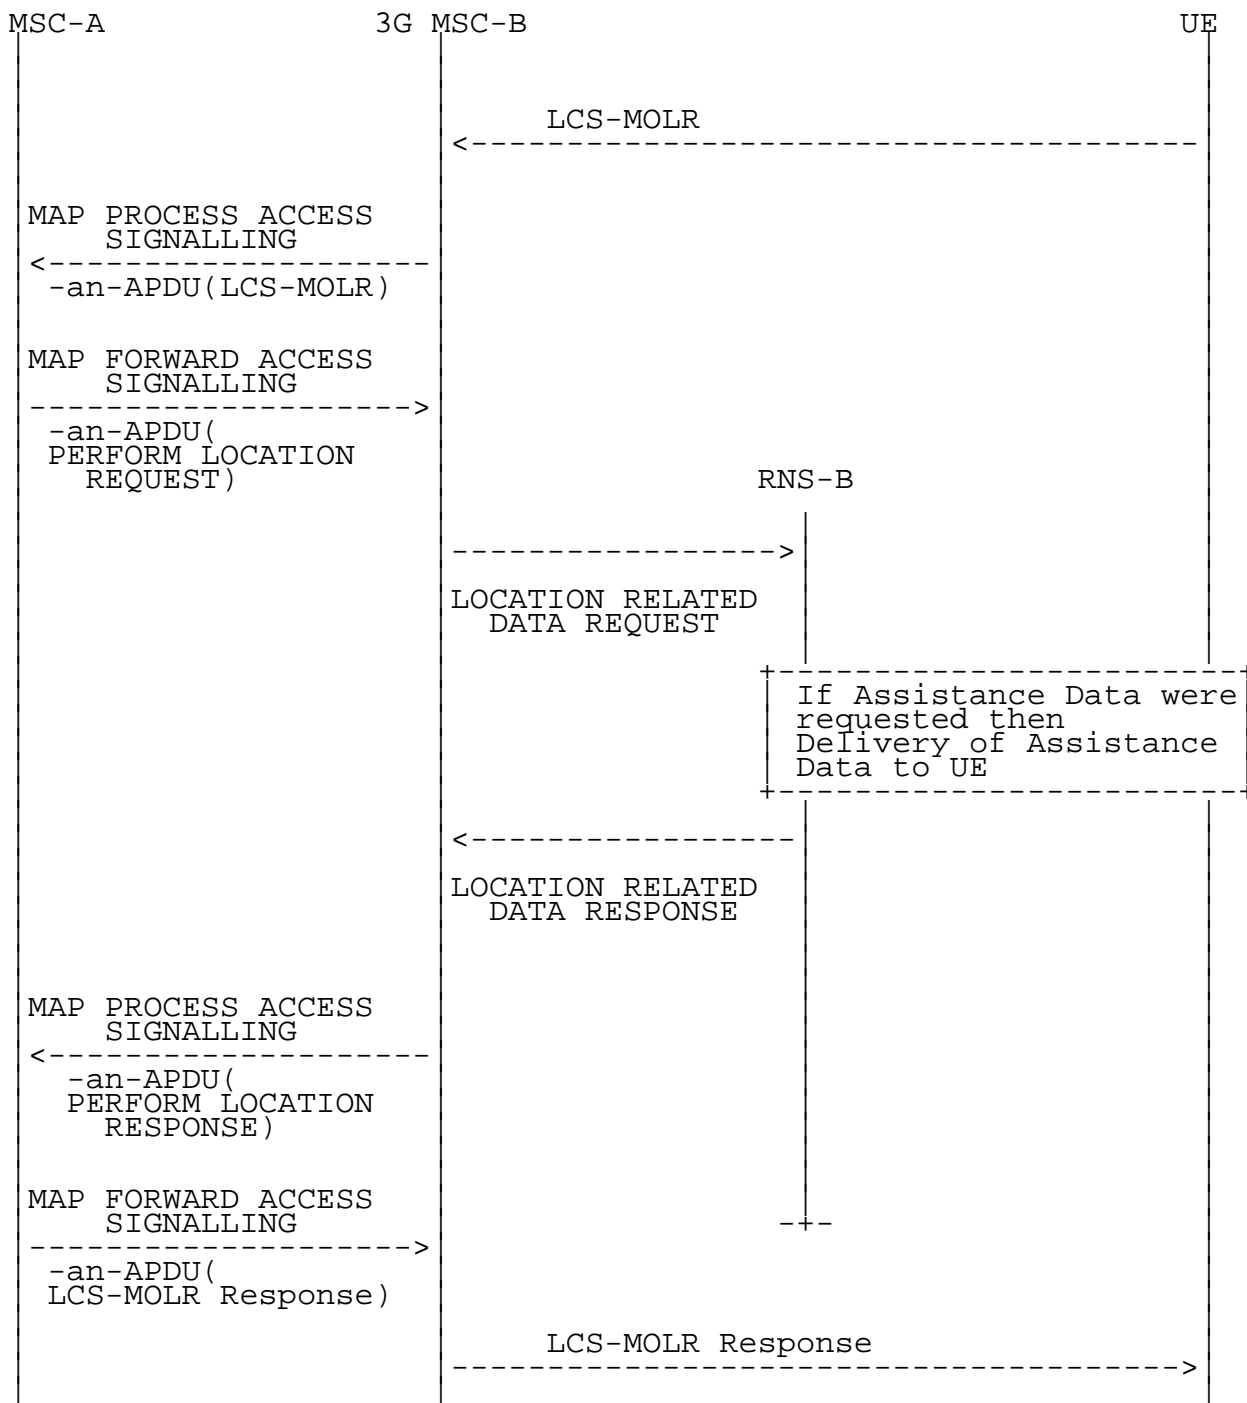 MSC-A 3G MSC-B UE
LCS-MOLR
MAP PROCESS ACCESS
SIGNALLING
-an-APDU(LCS-MOLR)
MAP FORWARD ACCESS
SIGNALLING
-an-APDU(
PERFORM LOCATION
REQUEST)
RNS-B
LOCATION RELATED
DATA REQUEST
If Assistance Data were
requested then
Delivery of Assistance
Data to UE
LOCATION RELATED
DATA RESPONSE
MAP PROCESS ACCESS
SIGNALLING
-an-APDU(
PERFORM LOCATION
RESPONSE)
MAP FORWARD ACCESS
SIGNALLING
-an-APDU(
LCS-MOLR Response)
LCS-MOLR Response